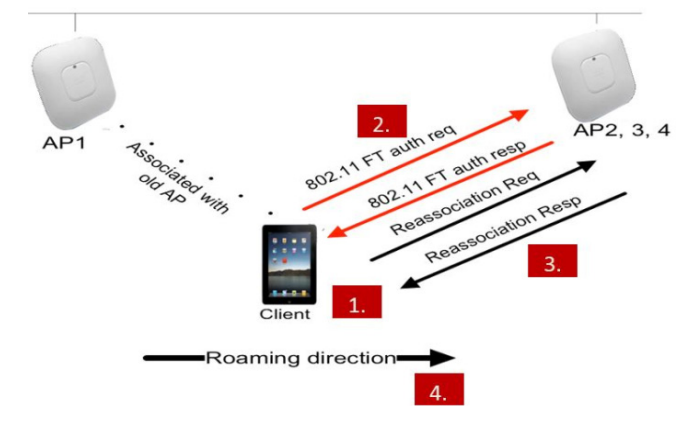 AP1
AP2, 3, 4
2.
802.11 FT auth req
802.11 FT auth resp
Associated with
old AP
Reassociation Req
Reassociation Resp
3.
1.
Client
Roaming direction
4.